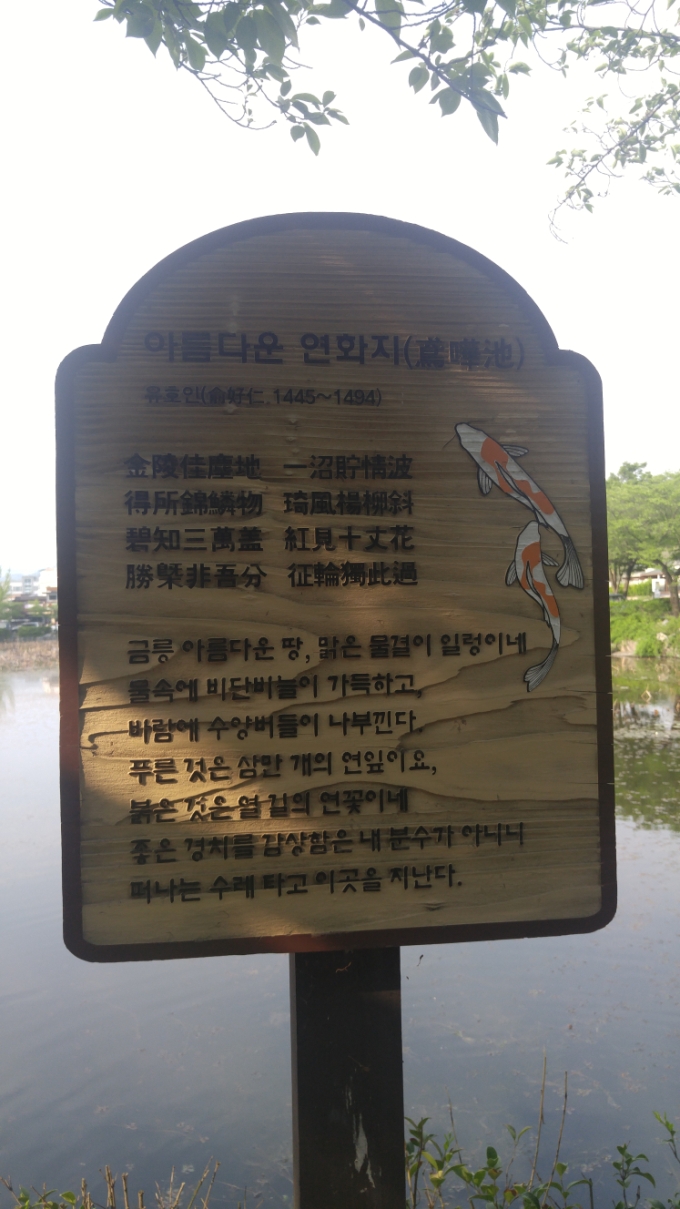 아름다운 연화지(鳶嘩池)
유호인(兪好仁, 1445~1494)
金陵佳麗地 一沼貯情波
得所錦鱗物 琦風楊柳斜
碧知三萬蓋 紅見十丈花
勝槩非吾分 征輪獨此過
금릉 아름다운 땅, 맑은 물결이 일렁이네
물속에 비단비늘이 가득하고,
바람에 수양버들이 나부낀다.
푸른 것은 삼만 개의 연잎이요,
붉은 것은 열 길의 연꽃이네
좋은 경치를 감상함은 내 분수가 아니니
떠나는 수레 타고 이곳을 지난다.